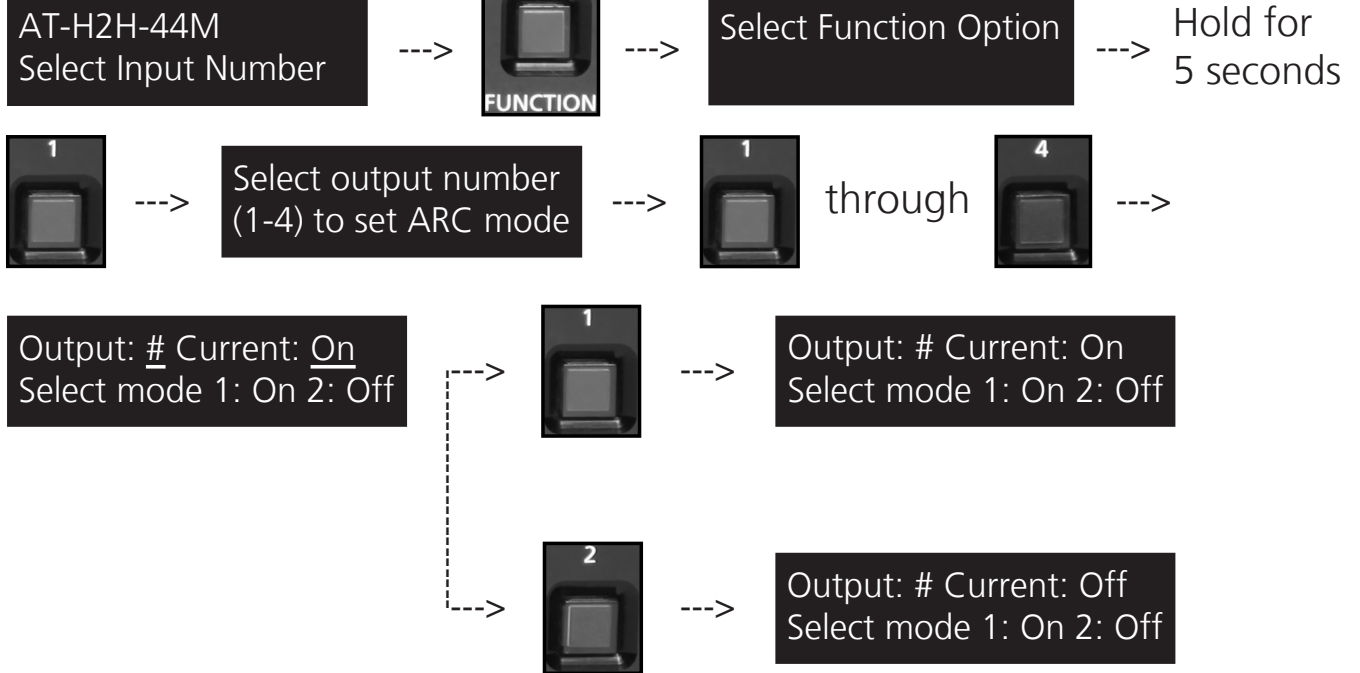 AT-H2H-44M
Select Input Number
--->
FUNCTION
--->
Select Function Option
--->
Hold for
5 seconds
1
--->
Select output number
(1-4) to set ARC mode
--->
1
through
4
--->
Output: # Current: On
Select mode 1: On 2: Off
--->
1
--->
Output: # Current: On
Select mode 1: On 2: Off
--->
2
--->
Output: # Current: Off
Select mode 1: On 2: Off